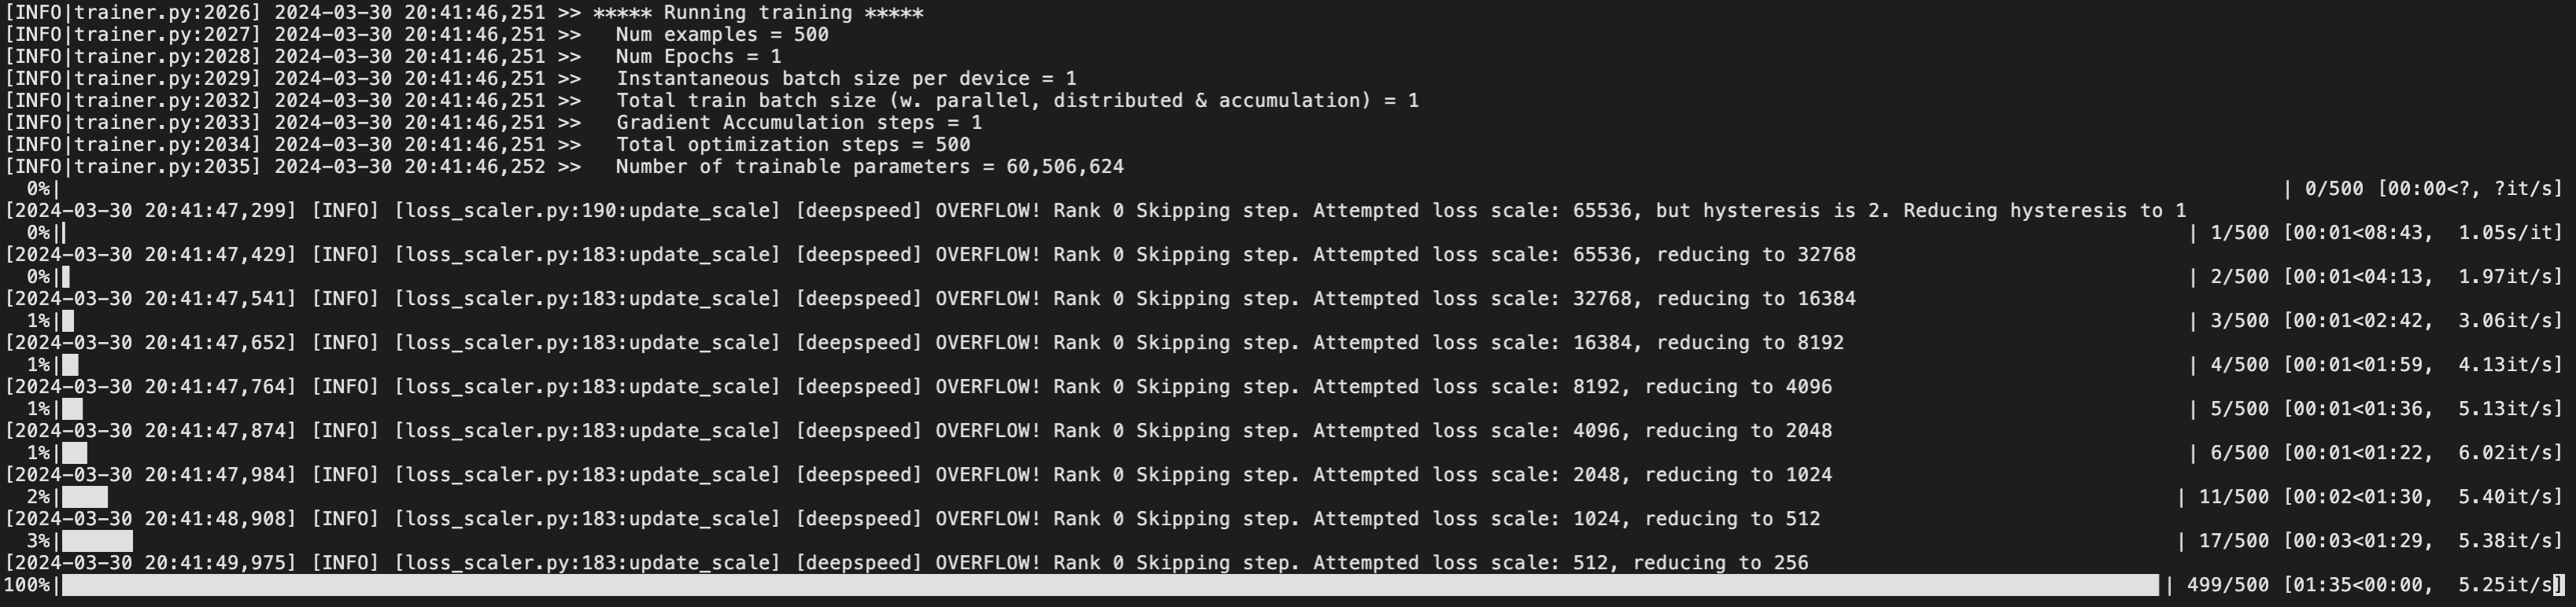 [INFO|trainer.py:2026] 2024-03-30 20:41:46,251 >> ***** Running training *****
[INFO|trainer.py:2027] 2024-03-30 20:41:46,251 >>   Num examples = 500
[INFO|trainer.py:2028] 2024-03-30 20:41:46,251 >>   Num Epochs = 1
[INFO|trainer.py:2029] 2024-03-30 20:41:46,251 >>   Instantaneous batch size per device = 1
[INFO|trainer.py:2032] 2024-03-30 20:41:46,251 >>   Total train batch size (w. parallel, distributed & accumulation) = 1
[INFO|trainer.py:2033] 2024-03-30 20:41:46,251 >>   Gradient Accumulation steps = 1
[INFO|trainer.py:2034] 2024-03-30 20:41:46,251 >>   Total optimization steps = 500
[INFO|trainer.py:2035] 2024-03-30 20:41:46,252 >>   Number of trainable parameters = 60,506,624
0%| | 0/500 [00:00<?, ?it/s]
[2024-03-30 20:41:47,299] [INFO] [loss_scaler.py:190:update_scale] [deepspeed] OVERFLOW! Rank 0 Skipping step. Attempted loss scale: 65536, but hysteresis is 2. Reducing hysteresis to 1
0%| | 1/500 [00:01<08:43,  1.05s/it]
[2024-03-30 20:41:47,429] [INFO] [loss_scaler.py:183:update_scale] [deepspeed] OVERFLOW! Rank 0 Skipping step. Attempted loss scale: 65536, reducing to 32768
0%| | 2/500 [00:01<04:13,  1.97it/s]
[2024-03-30 20:41:47,541] [INFO] [loss_scaler.py:183:update_scale] [deepspeed] OVERFLOW! Rank 0 Skipping step. Attempted loss scale: 32768, reducing to 16384
1%| | 3/500 [00:01<02:42,  3.06it/s]
[2024-03-30 20:41:47,652] [INFO] [loss_scaler.py:183:update_scale] [deepspeed] OVERFLOW! Rank 0 Skipping step. Attempted loss scale: 16384, reducing to 8192
1%| | 4/500 [00:01<01:59,  4.13it/s]
[2024-03-30 20:41:47,764] [INFO] [loss_scaler.py:183:update_scale] [deepspeed] OVERFLOW! Rank 0 Skipping step. Attempted loss scale: 8192, reducing to 4096
1%| | 5/500 [00:01<01:36,  5.13it/s]
[2024-03-30 20:41:47,874] [INFO] [loss_scaler.py:183:update_scale] [deepspeed] OVERFLOW! Rank 0 Skipping step. Attempted loss scale: 4096, reducing to 2048
1%| | 6/500 [00:01<01:22,  6.02it/s]
[2024-03-30 20:41:47,984] [INFO] [loss_scaler.py:183:update_scale] [deepspeed] OVERFLOW! Rank 0 Skipping step. Attempted loss scale: 2048, reducing to 1024
2%| | 11/500 [00:02<01:30,  5.40it/s]
[2024-03-30 20:41:48,908] [INFO] [loss_scaler.py:183:update_scale] [deepspeed] OVERFLOW! Rank 0 Skipping step. Attempted loss scale: 1024, reducing to 512
3%| | 17/500 [00:03<01:29,  5.38it/s]
[2024-03-30 20:41:49,975] [INFO] [loss_scaler.py:183:update_scale] [deepspeed] OVERFLOW! Rank 0 Skipping step. Attempted loss scale: 512, reducing to 256
100%| | 499/500 [01:35<00:00,  5.25it/s]